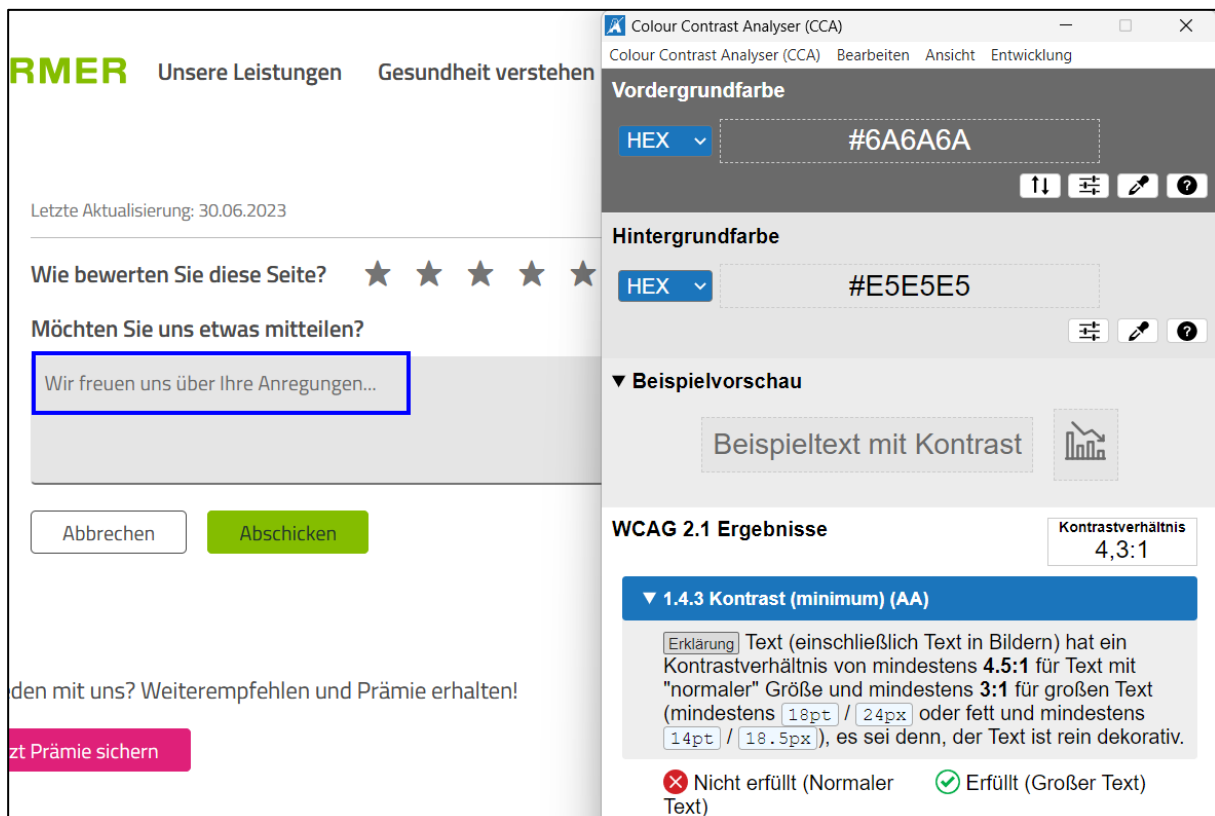 RMER
Unsere Leistungen
Gesundheit verstehen
Letzte Aktualisierung: 30.06.2023
Wie bewerten Sie diese Seite?
Möchten Sie uns etwas mitteilen?
Wir freuen uns über Ihre Anregungen...
Abbrechen
Abschicken
den mit uns? Weiterempfehlen und Prämie erhalten!
zt Prämie sichern
Colour Contrast Analyser (CCA)
Colour Contrast Analyser (CCA) Bearbeiten Ansicht Entwicklung
Vordergrundfarbe
HEX
#6A6A6A
Hintergrundfarbe
HEX
#E5E5E5
▼ Beispielvorschau
Beispieltext mit Kontrast
WCAG 2.1 Ergebnisse
Kontrastverhältnis
4,3:1
▼ 1.4.3 Kontrast (minimum) (AA)
Erklärung Text (einschließlich Text in Bildern) hat ein
Kontrastverhältnis von mindestens 4.5:1 für Text mit
"normaler" Größe und mindestens 3:1 für großen Text
(mindestens 18pt / 24px oder fett und mindestens
14pt / 18.5px), es sei denn, der Text ist rein dekorativ.
Nicht erfüllt (Normaler
Text)
Erfüllt (Großer Text)